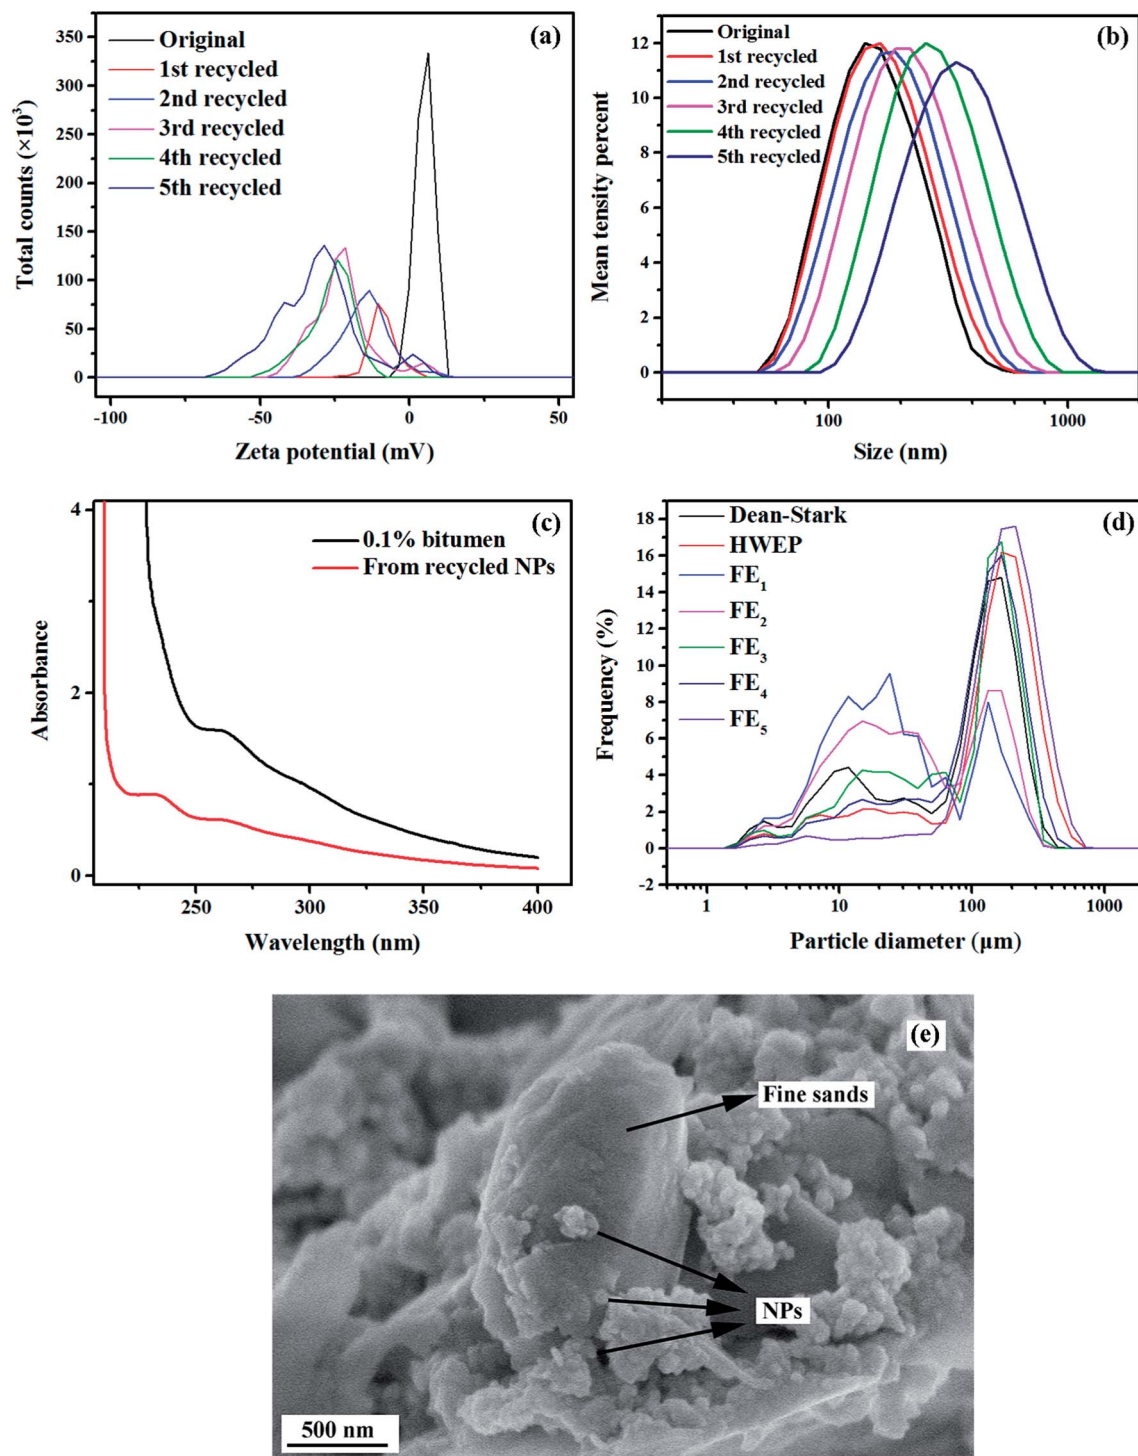 (a)
Original
1st recycled
2nd recycled
3rd recycled
4th recycled
5th recycled
Total counts (×10³)
350
300
250
200
150
100
50
0
-100
-50
0
50
Zeta potential (mV)
(b)
Original
1st recycled
2nd recycled
3rd recycled
4th recycled
5th recycled
Mean tensity percent
12
10
8
6
4
2
0
100
1000
Size (nm)
(c)
0.1% bitumen
From recycled NPs
Absorbance
4
2
0
250
300
350
400
Wavelength (nm)
(d)
Dean-Stark
HWEP
FE₁
FE₂
FE₃
FE₄
FE₅
Frequency (%)
18
16
14
12
10
8
6
4
2
0
-2
1
10
100
1000
Particle diameter (µm)
(e)
Fine sands
NPs
500 nm